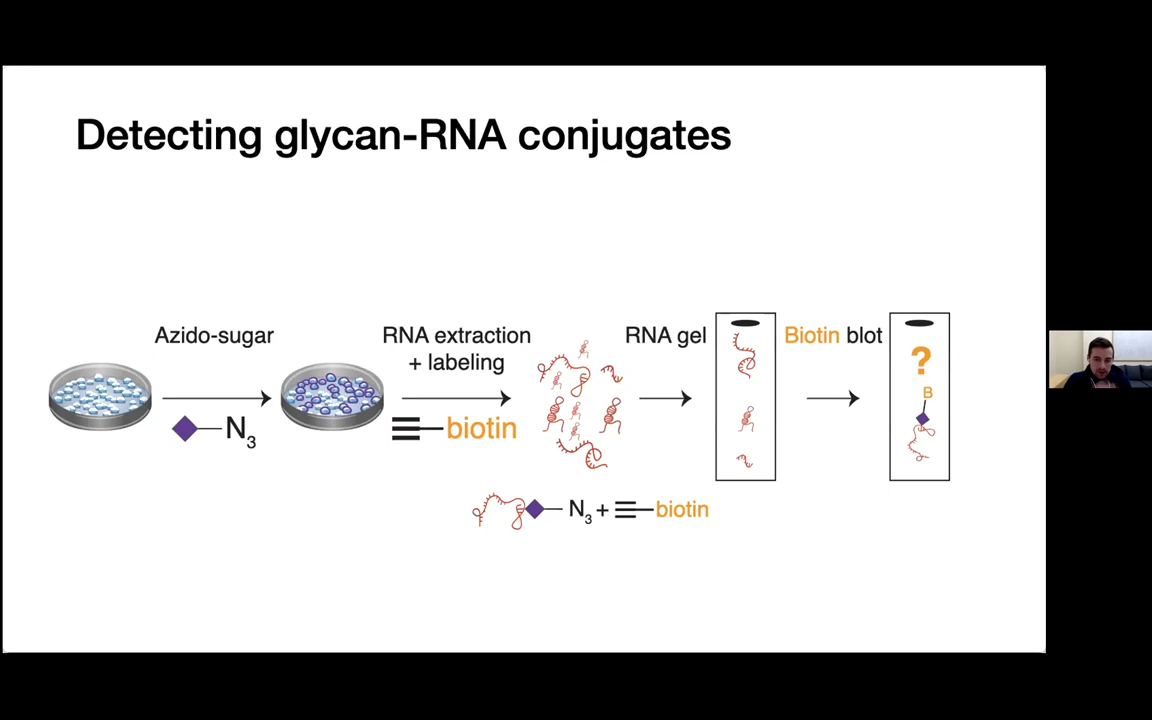 Detecting glycan-RNA conjugates
Azido-sugar
N3
RNA extraction
+ labeling
biotin
RNA gel
Biotin blot
?
B
N3 + biotin